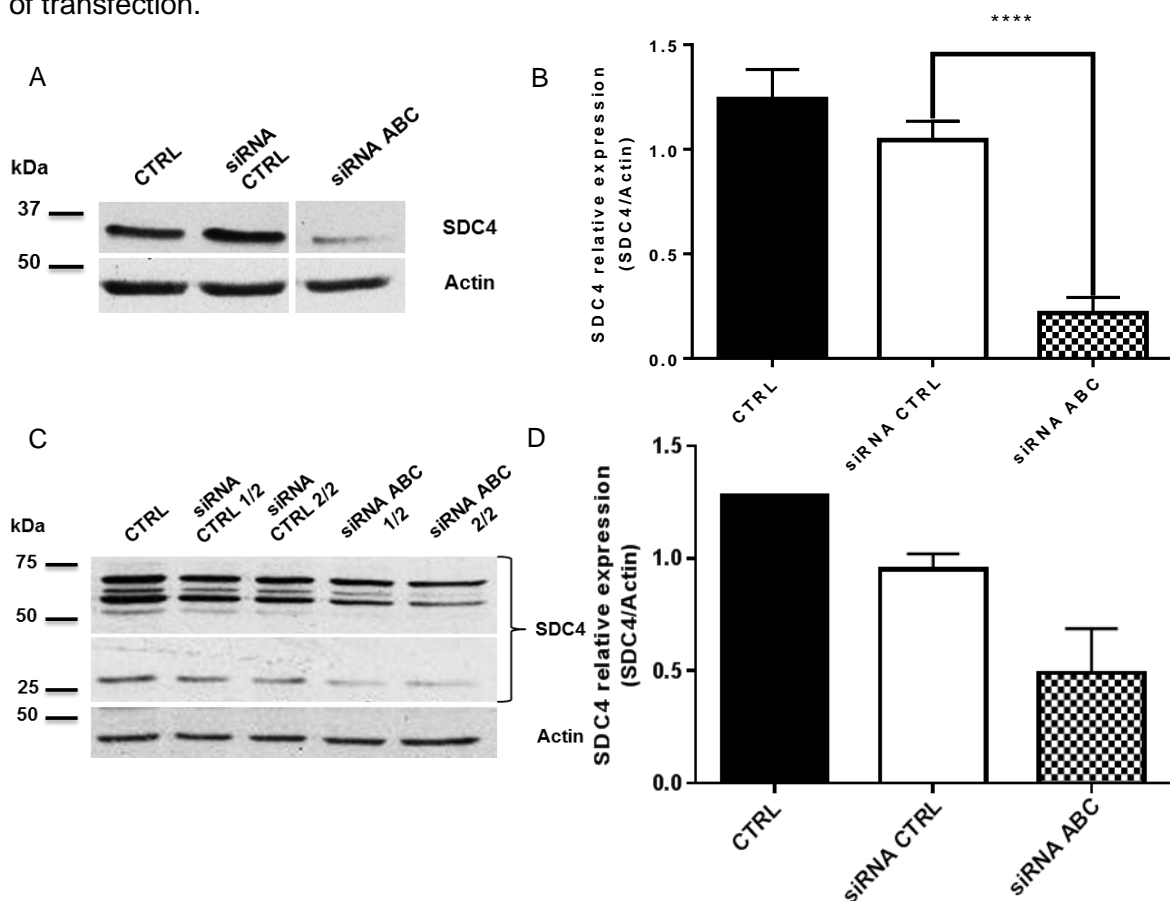 of transfection.
A
kDa
CTRL
siRNA
CTRL
siRNA ABC
37
SDC4
50
Actin
B
****
SDC4 relative expression
(SDC4/Actin)
1.5
1.0
0.5
0.0
CTRL
siRNA CTRL
siRNA ABC
C
kDa
CTRL
siRNA
CTRL 1/2
siRNA
CTRL 2/2
siRNA ABC
1/2
siRNA ABC
2/2
75
50
SDC4
25
50
Actin
D
SDC4 relative expression
(SDC4/Actin)
1.5
1.0
0.5
0.0
CTRL
siRNA CTRL
siRNA ABC